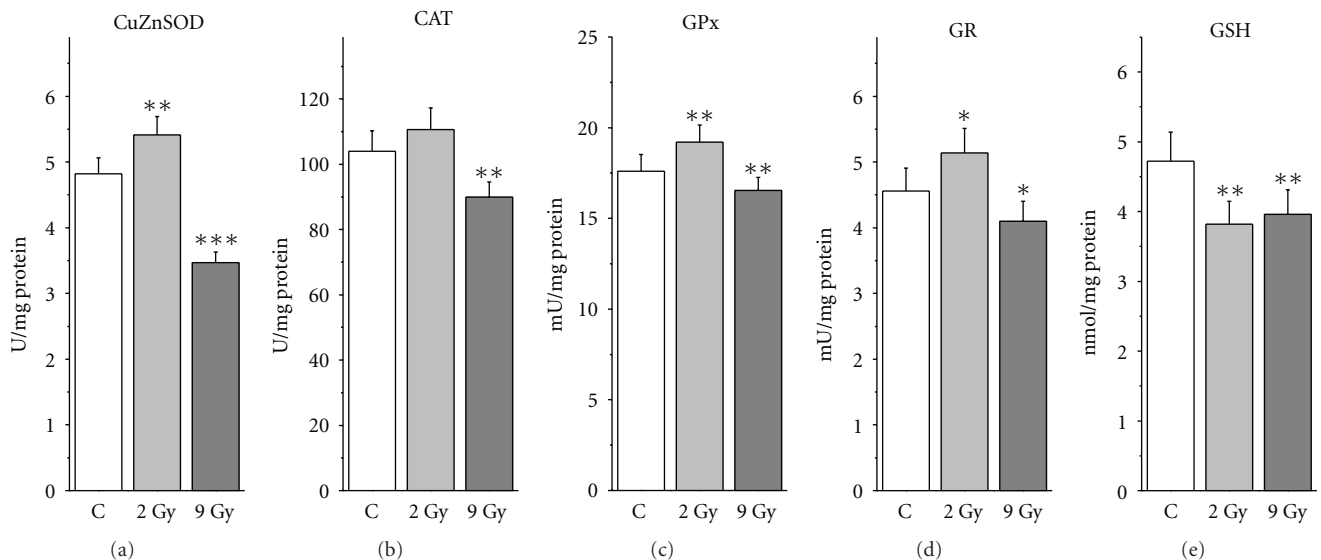 CuZnSOD
6
5
4
3
2
1
0
U/mg protein
**
***
C 2 Gy 9 Gy
(a)
CAT
120
100
80
60
40
20
0
U/mg protein
**
C 2 Gy 9 Gy
(b)
GPx
25
20
15
10
5
0
mU/mg protein
**
**
C 2 Gy 9 Gy
(c)
GR
6
5
4
3
2
1
0
mU/mg protein
*
*
C 2 Gy 9 Gy
(d)
GSH
6
5
4
3
2
1
0
nmol/mg protein
**
**
C 2 Gy 9 Gy
(e)